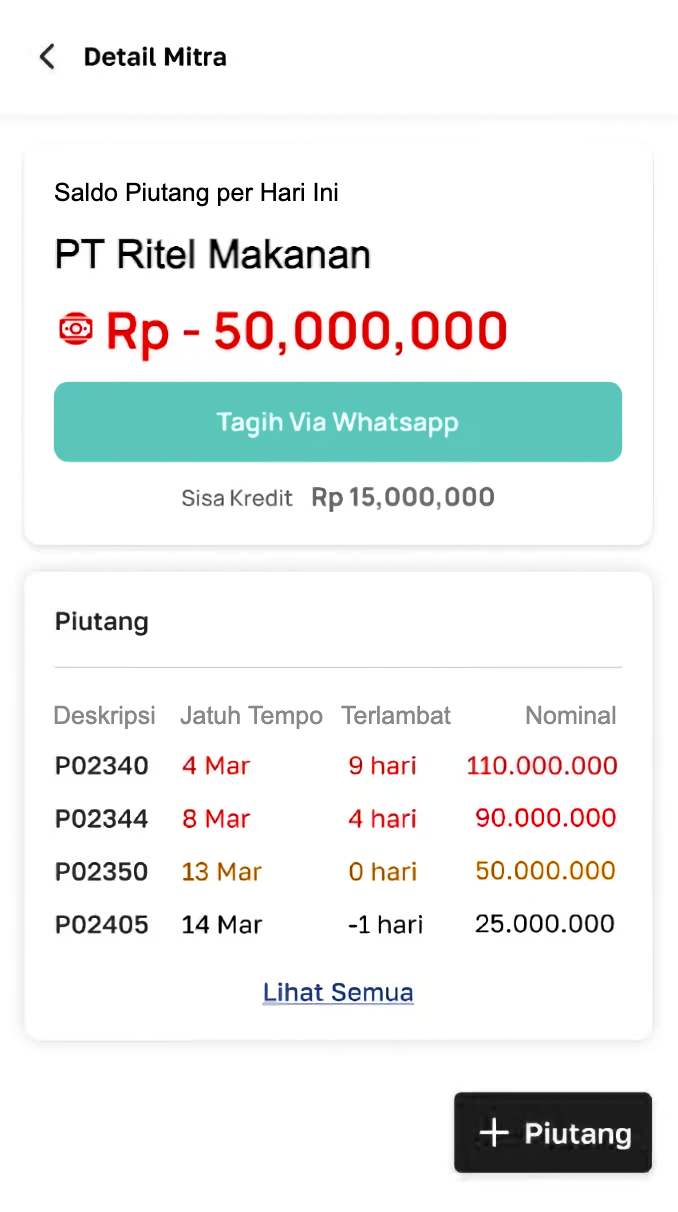 Detail Mitra
Saldo Piutang per Hari Ini
PT Ritel Makanan
Rp - 50,000,000
Tagih Via Whatsapp
Sisa Kredit Rp 15,000,000
Piutang
Deskripsi Jatuh Tempo Terlambat Nominal
P02340 4 Mar 9 hari 110.000.000
P02344 8 Mar 4 hari 90.000.000
P02350 13 Mar 0 hari 50.000.000
P02405 14 Mar -1 hari 25.000.000
Lihat Semua
+ Piutang